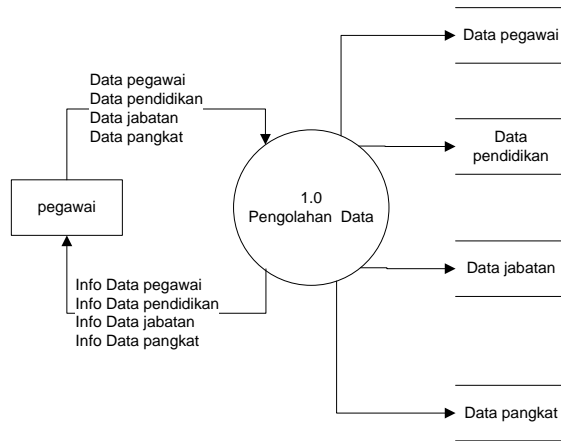 Data pegawai
Data pendidikan
Data jabatan
Data pangkat
pegawai
Info Data pegawai
Info Data pendidikan
Info Data jabatan
Info Data pangkat
1.0
Pengolahan Data
Data pegawai
Data
pendidikan
Data jabatan
Data pangkat